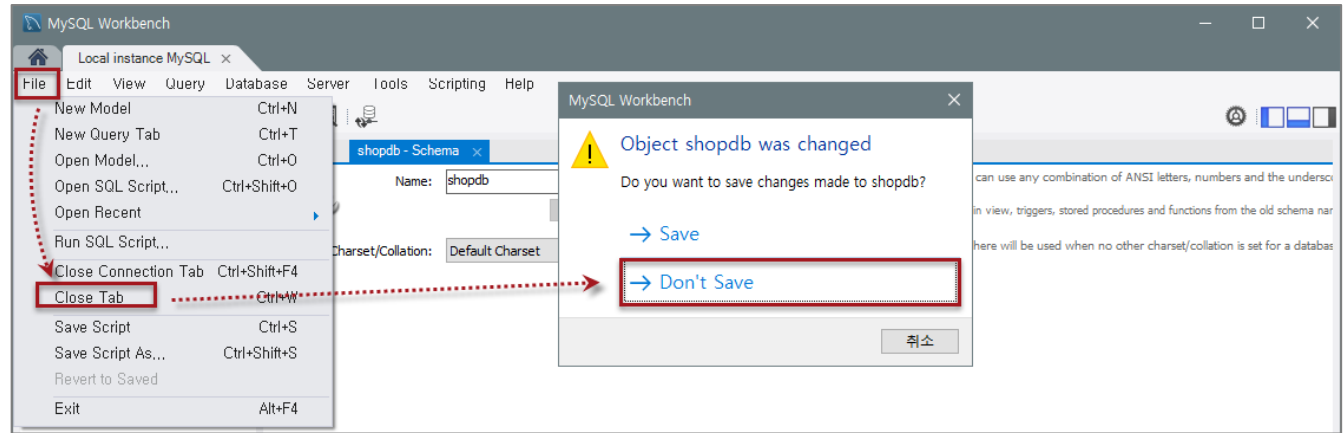 MySQL Workbench
Local instance MySQL
File Edit View Query Database Server Tools Scripting Help
New Model Ctrl+N
New Query Tab Ctrl+T
Open Model... Ctrl+O
Open SQL Script... Ctrl+Shift+O
Open Recent
Run SQL Script...
Close Connection Tab Ctrl+Shift+F4
Close Tab Ctrl+W
Save Script Ctrl+S
Save Script As... Ctrl+Shift+S
Revert to Saved
Exit Alt+F4
shopdb - Schema
Name: shopdb
Charset/Collation: Default Charset
MySQL Workbench
Object shopdb was changed
Do you want to save changes made to shopdb?
→ Save
→ Don't Save
취소
can use any combination of ANSI letters, numbers and the
in view, triggers, stored procedures and functions from the old schema
here will be used when no other charset/collation is set for a